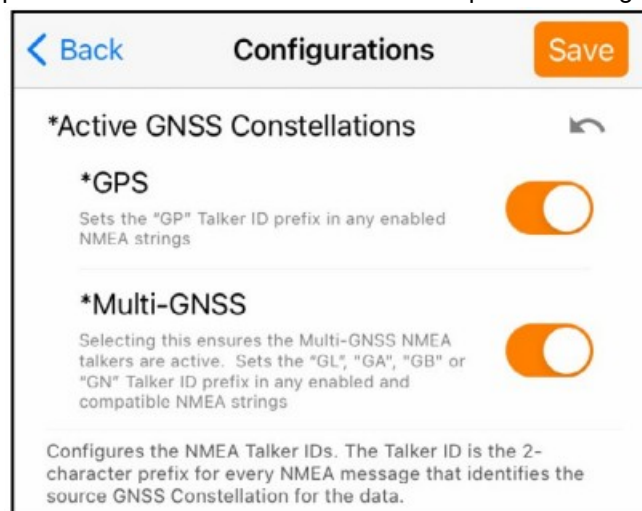 Back
Configurations
Save
*Active GNSS Constellations
*GPS
Sets the "GP" Talker ID prefix in any enabled
NMEA strings
*Multi-GNSS
Selecting this ensures the Multi-GNSS NMEA
talkers are active.  Sets the "GL", "GA", "GB" or
"GN" Talker ID prefix in any enabled and
compatible NMEA strings
Configures the NMEA Talker IDs. The Talker ID is the 2-
character prefix for every NMEA message that identifies the
source GNSS Constellation for the data.